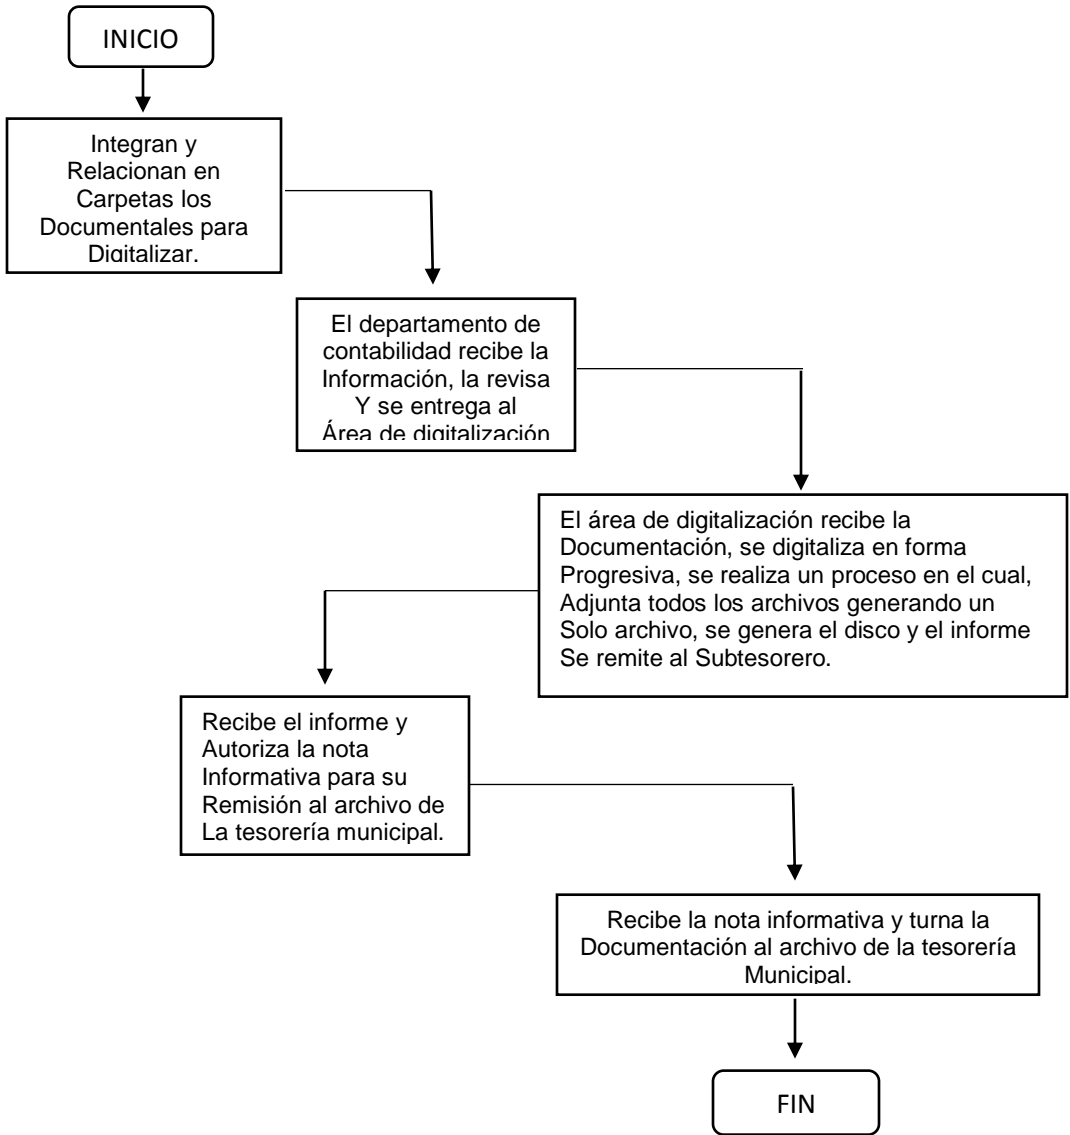 INICIO
Integran y
Relacionan en
Carpetas los
Documentales para
Digitalizar.
El departamento de
contabilidad recibe la
Información, la revisa
Y se entrega al
Área de digitalización
El área de digitalización recibe la
Documentación, se digitaliza en forma
Progresiva, se realiza un proceso en el cual,
Adjunta todos los archivos generando un
Solo archivo, se genera el disco y el informe
Se remite al Subtesorero.
Recibe el informe y
Autoriza la nota
Informativa para su
Remisión al archivo de
La tesorería municipal.
Recibe la nota informativa y turna la
Documentación al archivo de la tesorería
Municipal.
FIN